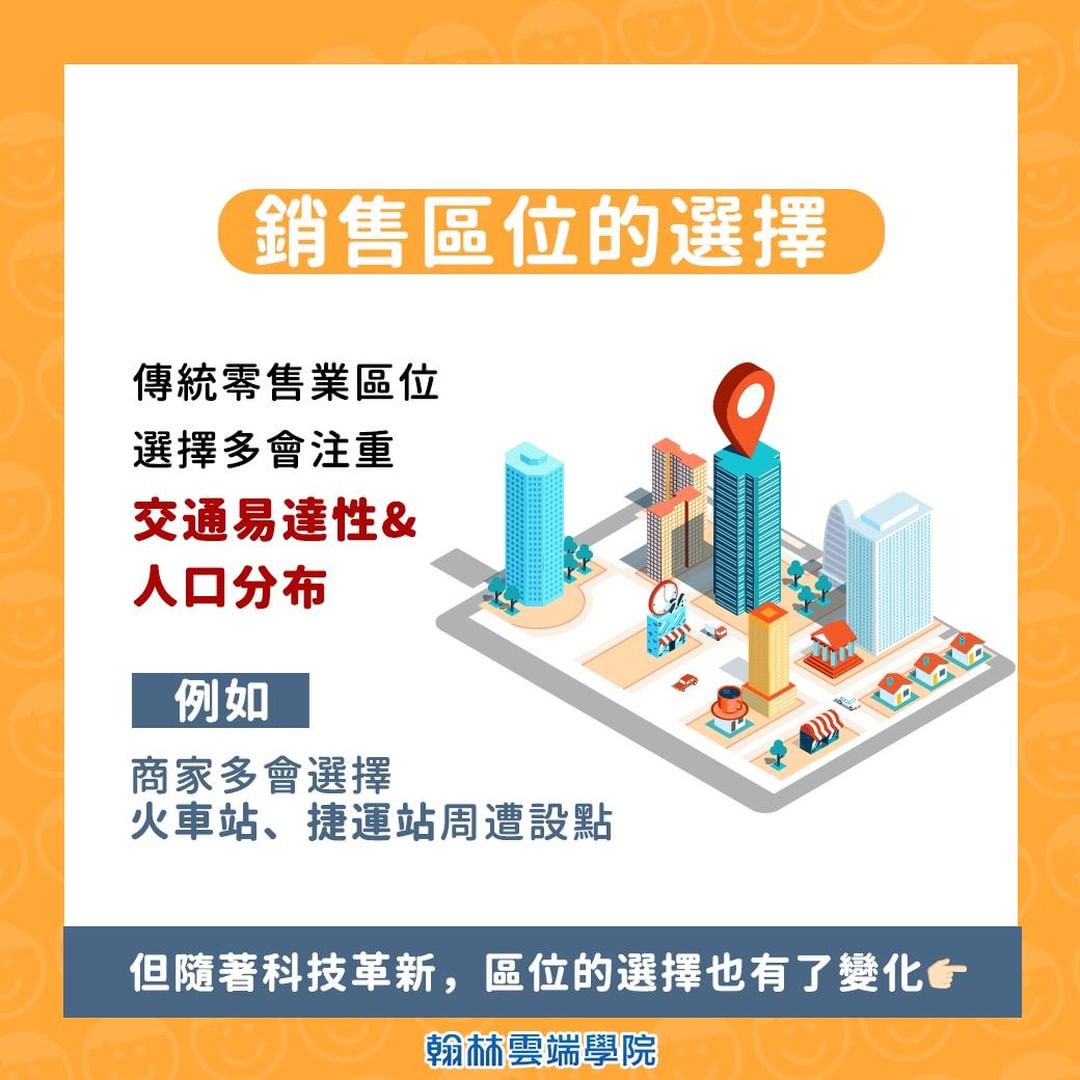 銷售區位的選擇
傳統零售業區位
選擇多會注重
交通易達性&
人口分布
例如
商家多會選擇
火車站、捷運站周遭設點
但隨著科技革新，區位的選擇也有了變化👉🏻
翰林雲端學院